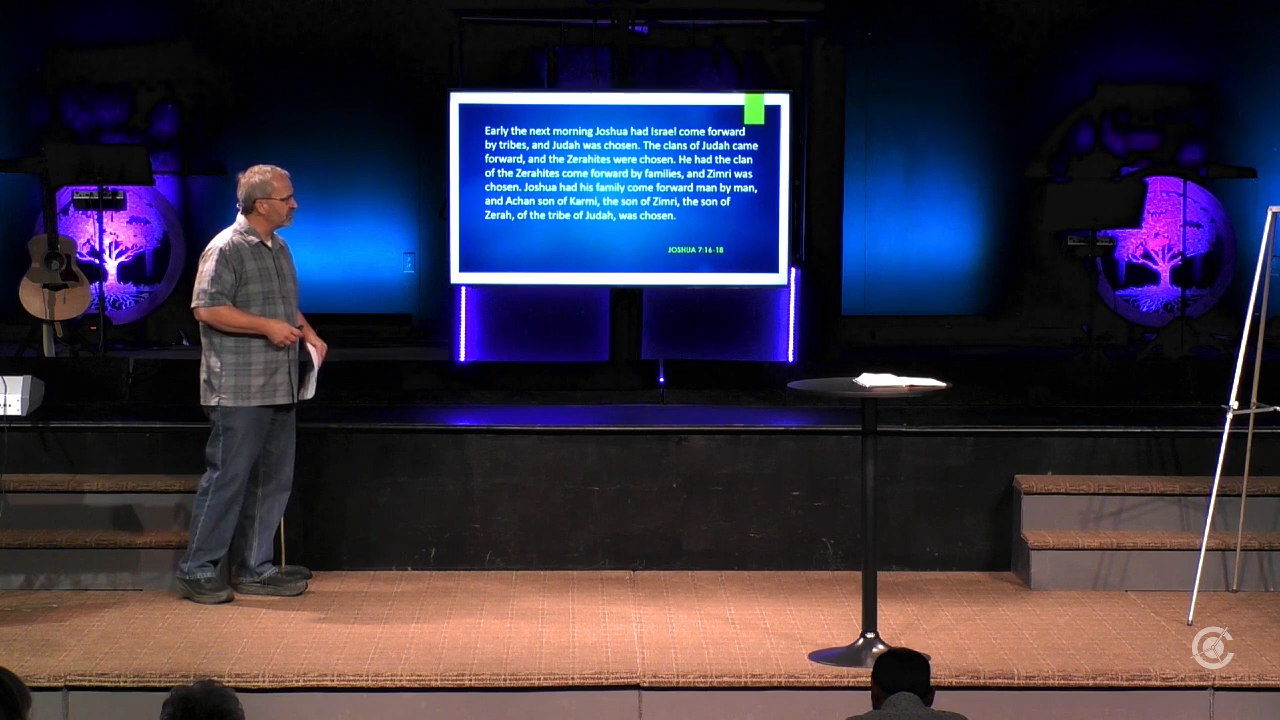 Early the next morning Joshua had Israel come forward
by tribes, and Judah was chosen. The clans of Judah came
forward, and the Zerahites were chosen. He had the clan
of the Zerahites come forward by families, and Zimri was
chosen. Joshua had his family come forward man by man,
and Achan son of Karmi, the son of Zimri, the son of
Zerah, of the tribe of Judah, was chosen.
JOSHUA 7:16-18